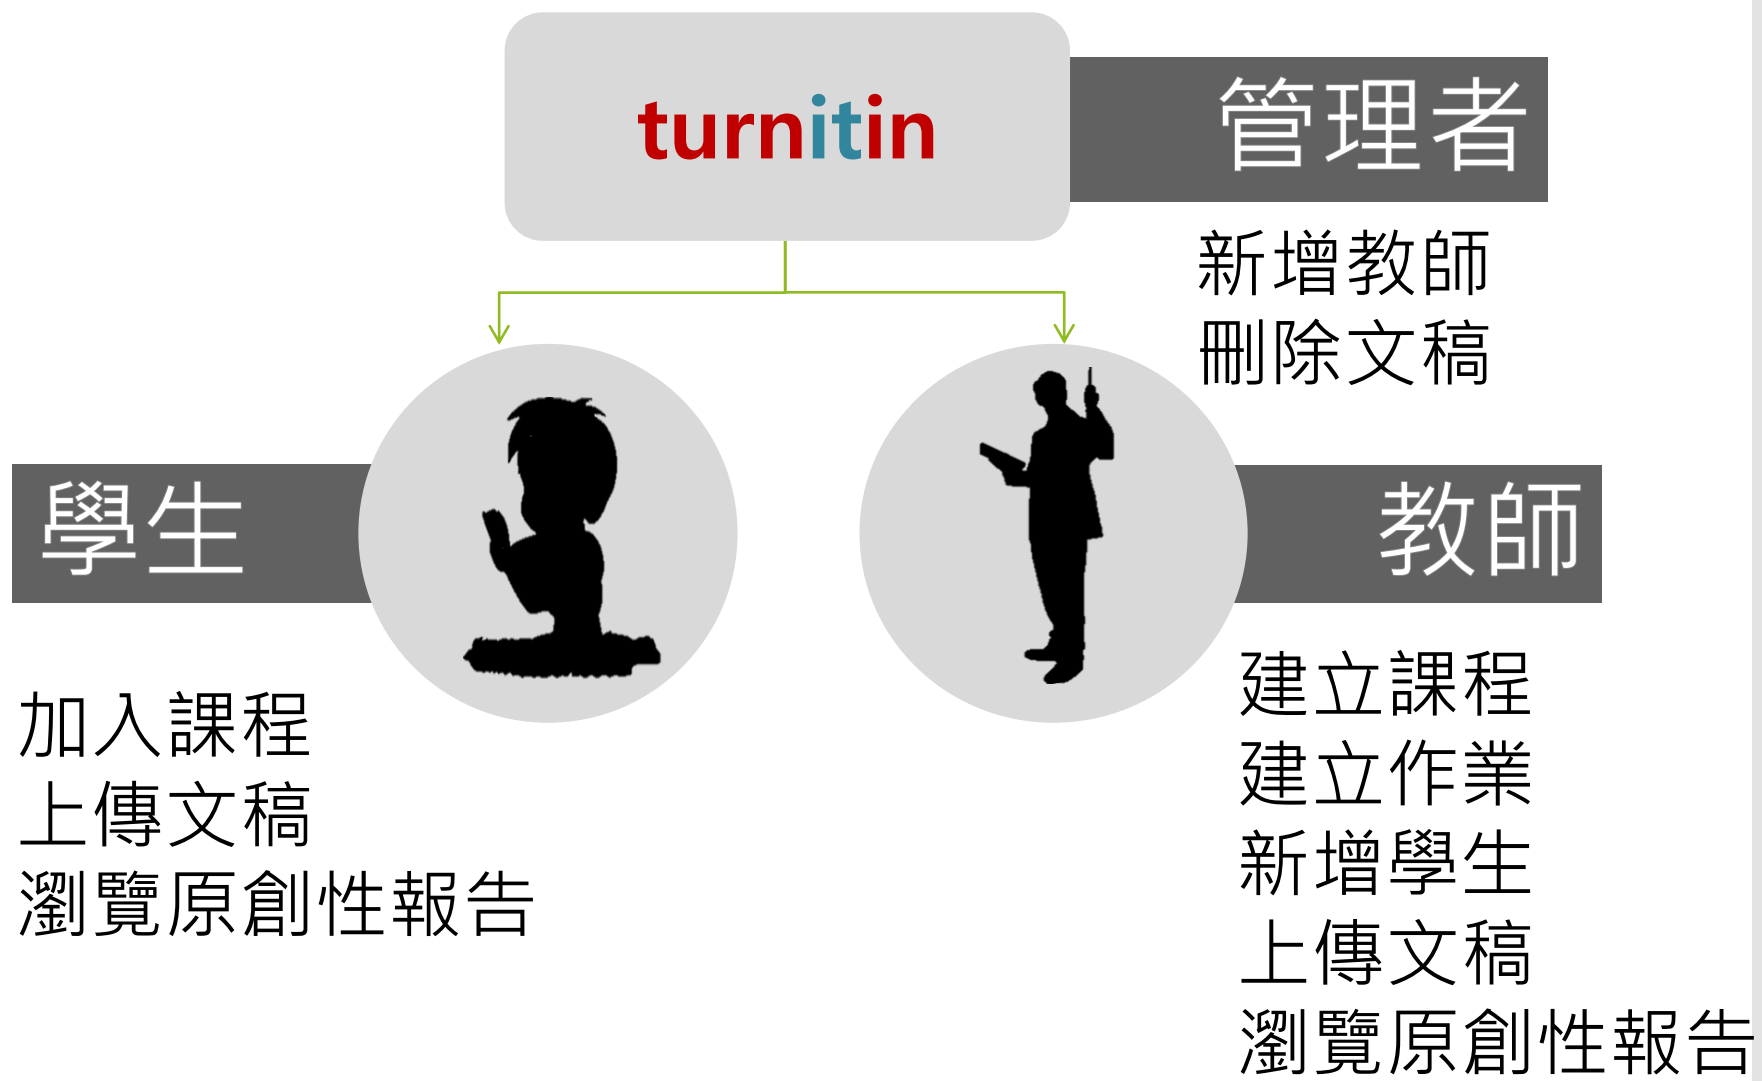 turnitin
管理者
新增教師
刪除文稿
學生
加入課程
上傳文稿
瀏覽原創性報告
教師
建立課程
建立作業
新增學生
上傳文稿
瀏覽原創性報告